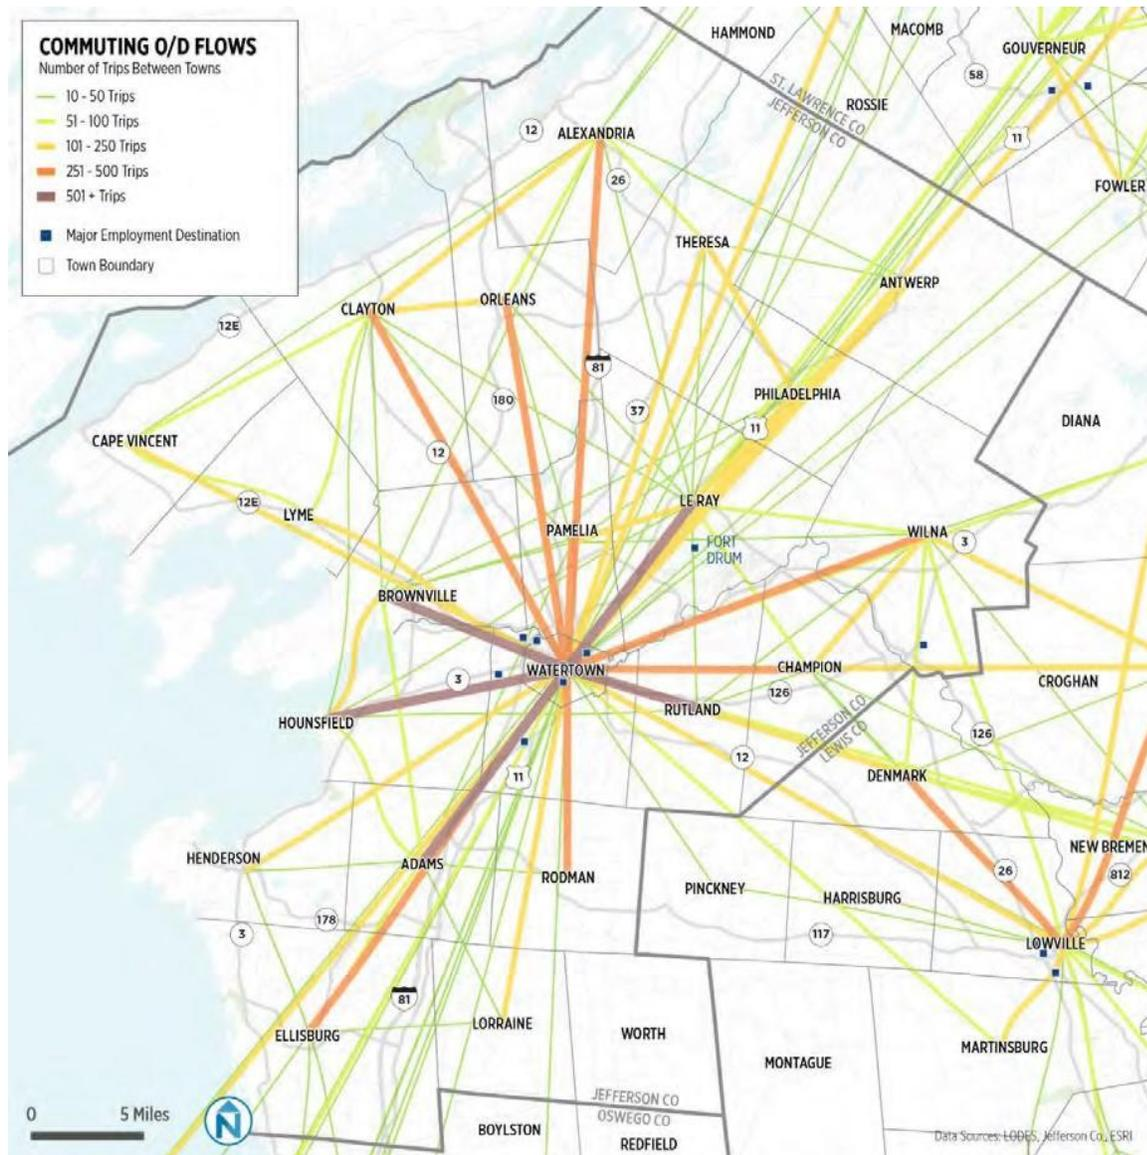 COMMUTING O/D FLOWS
Number of Trips Between Towns
10 - 50 Trips
51 - 100 Trips
101 - 250 Trips
251 - 500 Trips
501 + Trips
Major Employment Destination
Town Boundary
HAMMOND
MACOMB
GOUVERNEUR
58
ST. LAWRENCE CO
JEFFERSON CO
ROSSIE
12
ALEXANDRIA
11
26
FOWLER
THERESA
ANTWERP
CLAYTON
ORLEANS
12E
81
PHILADELPHIA
180
37
11
DIANA
CAPE VINCENT
12
12E
LYME
LE RAY
PAMELIA
WILNA
3
FORT
DRUM
BROWNVILLE
WATERTOWN
CHAMPION
3
126
CROGHAN
RUTLAND
HOUNSFIELD
JEFFERSON CO
LEWIS CO
126
12
11
DENMARK
HENDERSON
ADAMS
NEW BREMEN
26
812
RODMAN
PINCKNEY
HARRISBURG
178
3
117
LOWVILLE
81
ELLISBURG
LORRAINE
WORTH
MARTINSBURG
MONTAGUE
0 5 Miles
N
JEFFERSON CO
OSWEGO CO
BOYLSTON
REDFIELD
Data Sources: LODES, Jefferson Co., ESRI